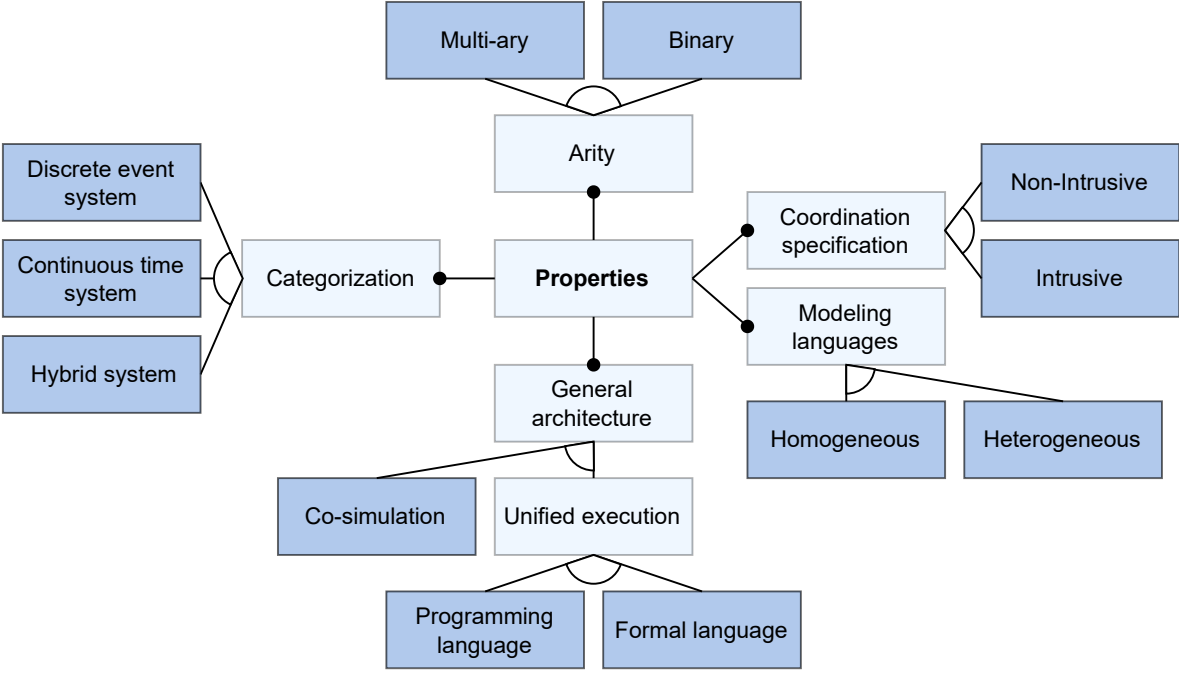 Multi-ary
Binary
Arity
Discrete event
system
Continuous time
system
Hybrid system
Categorization
Properties
Coordination
specification
Non-Intrusive
Intrusive
Modeling
languages
Homogeneous
Heterogeneous
General
architecture
Co-simulation
Unified execution
Programming
language
Formal language